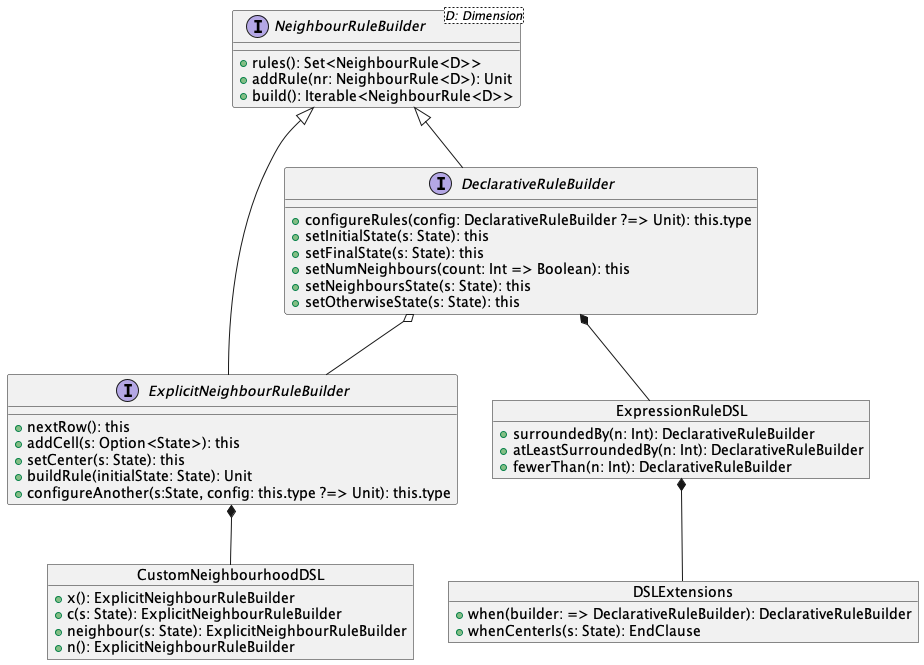 I NeighbourRuleBuilder
D: Dimension
rules(): Set<NeighbourRule<D>>
addRule(nr: NeighbourRule<D>): Unit
build(): Iterable<NeighbourRule<D>>
I DeclarativeRuleBuilder
configureRules(config: DeclarativeRuleBuilder ?=> Unit): this.type
setInitialState(s: State): this
setFinalState(s: State): this
setNumNeighbours(count: Int => Boolean): this
setNeighboursState(s: State): this
setOtherwiseState(s: State): this
I ExplicitNeighbourRuleBuilder
nextRow(): this
addCell(s: Option<State>): this
setCenter(s: State): this
buildRule(initialState: State): Unit
configureAnother(s:State, config: this.type ?=> Unit): this.type
ExpressionRuleDSL
surroundedBy(n: Int): DeclarativeRuleBuilder
atLeastSurroundedBy(n: Int): DeclarativeRuleBuilder
fewerThan(n: Int): DeclarativeRuleBuilder
CustomNeighbourhoodDSL
x(): ExplicitNeighbourRuleBuilder
c(s: State): ExplicitNeighbourRuleBuilder
neighbour(s: State): ExplicitNeighbourRuleBuilder
n(): ExplicitNeighbourRuleBuilder
DSLExtensions
when(builder: => DeclarativeRuleBuilder): DeclarativeRuleBuilder
whenCenterIs(s: State): EndClause